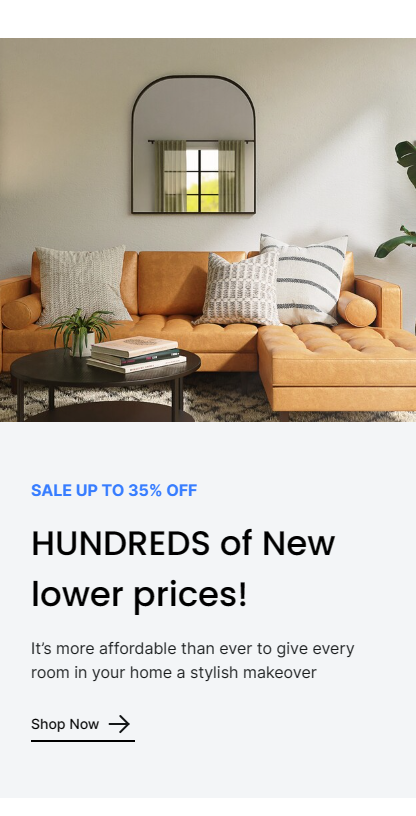 SALE UP TO 35% OFF
HUNDREDS of New
lower prices!
It’s more affordable than ever to give every
room in your home a stylish makeover
Shop Now